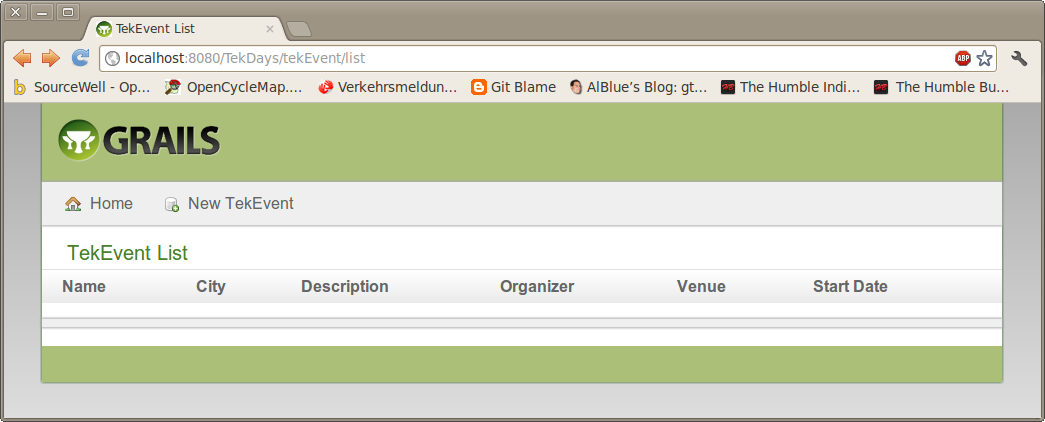 TekEvent List
localhost:8080/TekDays/tekEvent/list
ABP
SourceWell - Op... OpenCycleMap.... Verkehrsmeldun... Git Blame AlBlue's Blog: gt... The Humble Indi... The Humble Bu...
GRAILS
Home New TekEvent
TekEvent List
Name City Description Organizer Venue Start Date